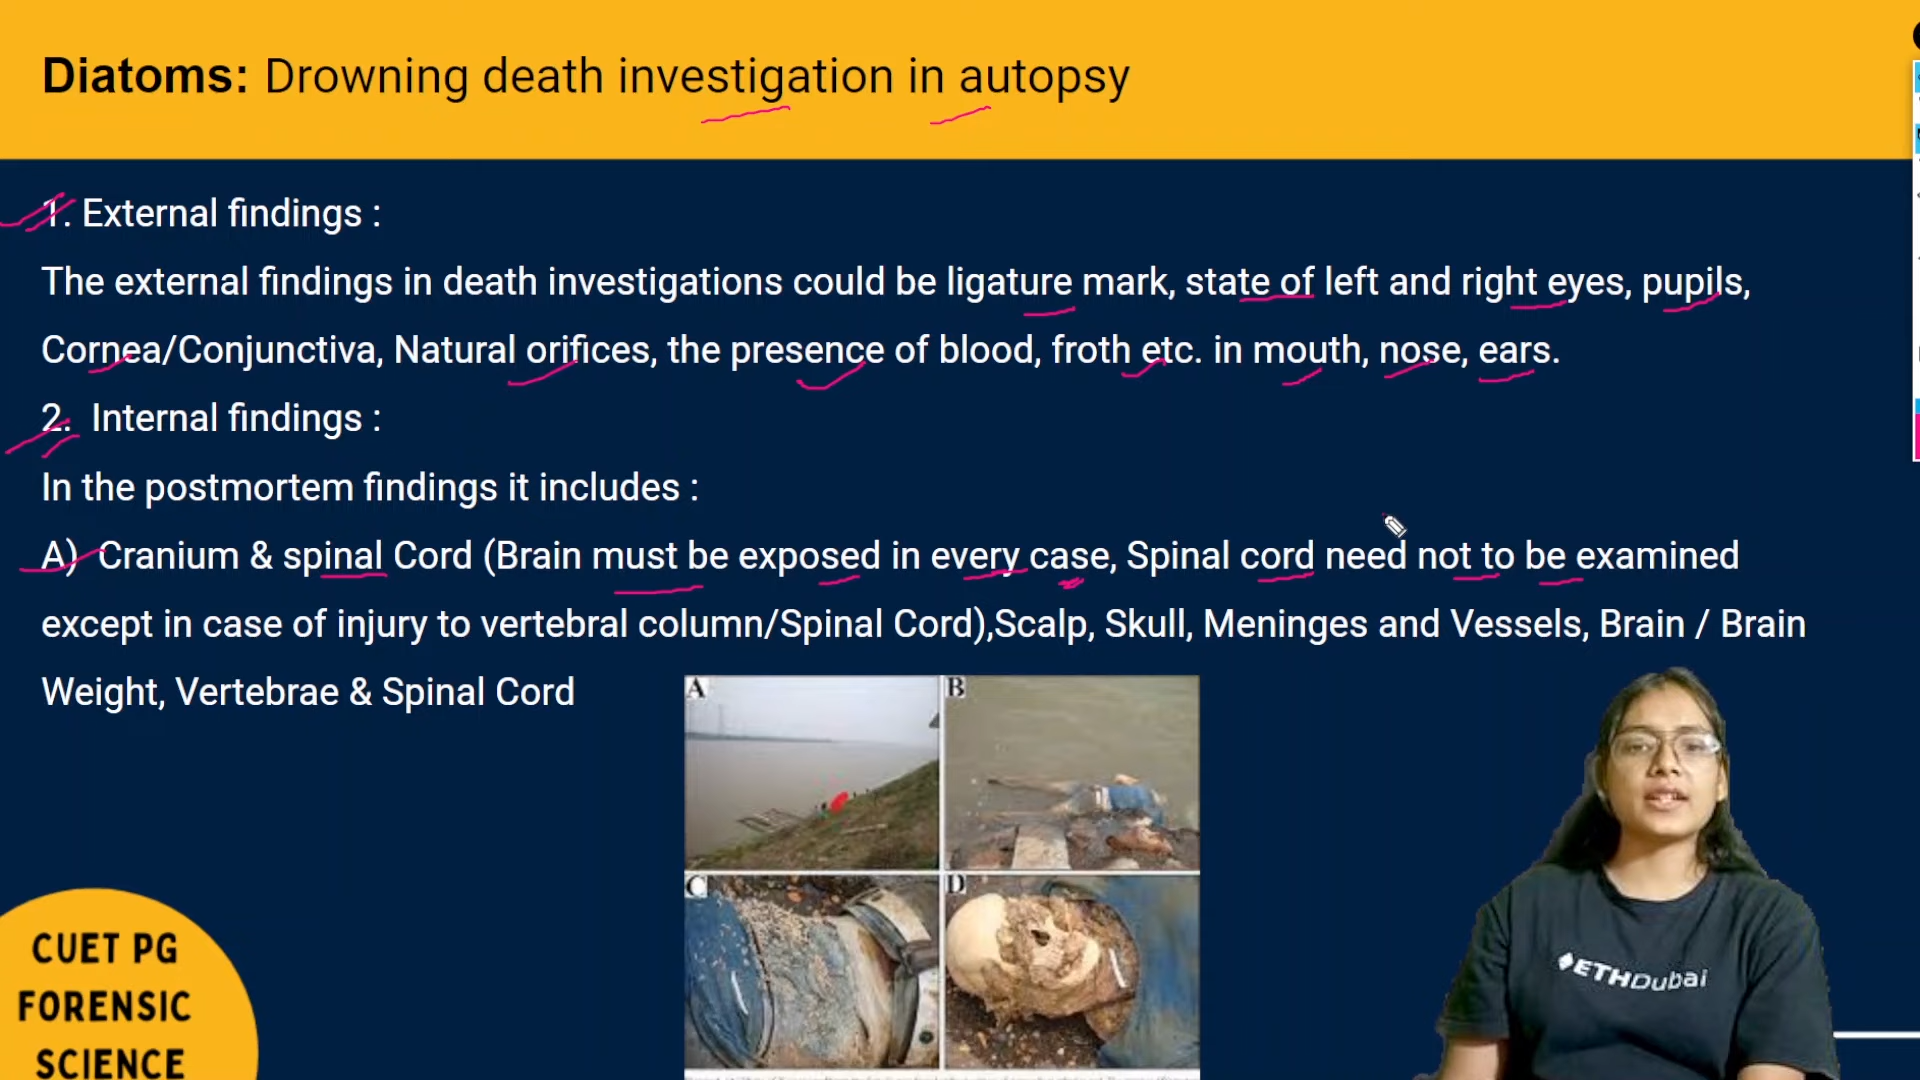 Diatoms: Drowning death investigation in autopsy
1. External findings :
The external findings in death investigations could be ligature mark, state of left and right eyes, pupils,
Cornea/Conjunctiva, Natural orifices, the presence of blood, froth etc. in mouth, nose, ears.
2. Internal findings :
In the postmortem findings it includes :
A) Cranium & spinal Cord (Brain must be exposed in every case, Spinal cord need not to be examined
except in case of injury to vertebral column/Spinal Cord),Scalp, Skull, Meninges and Vessels, Brain / Brain
Weight, Vertebrae & Spinal Cord
A
B
C
D
CUET PG
FORENSIC
SCIENCE
ETHDubai